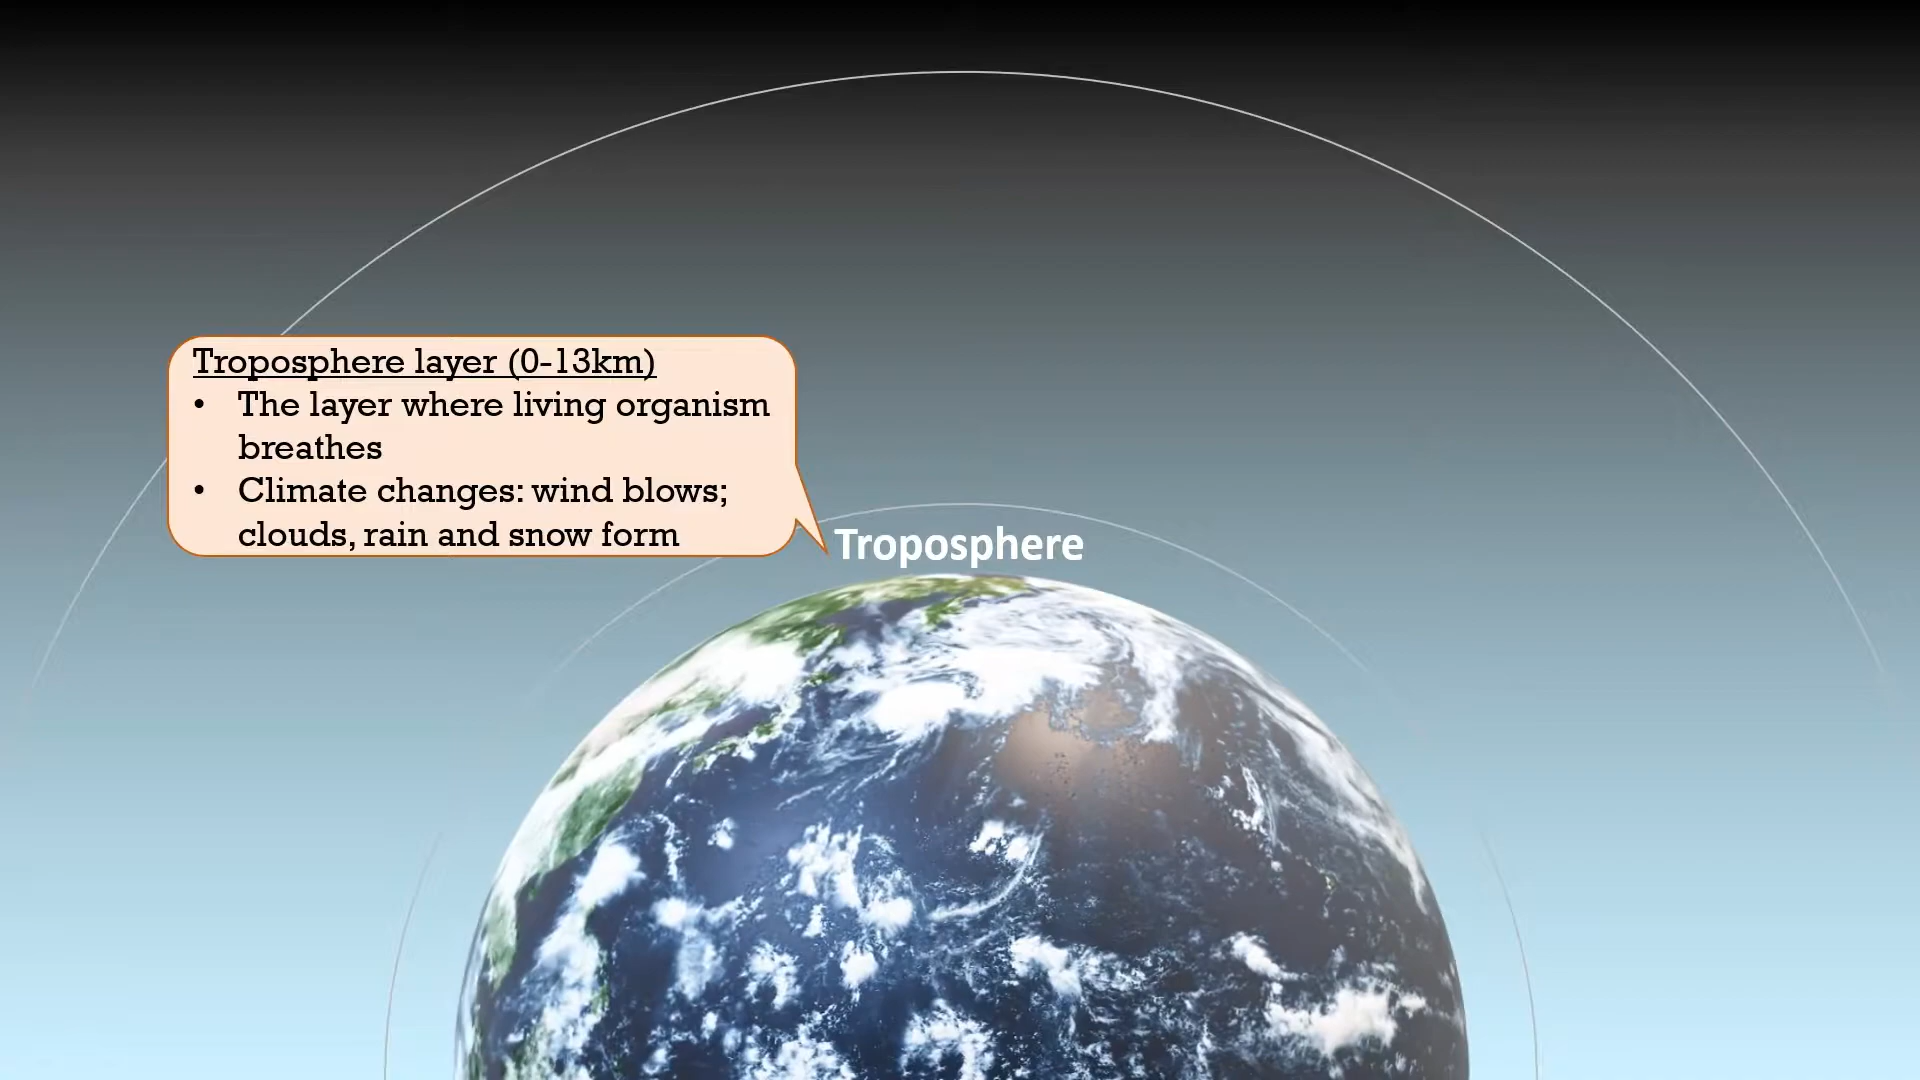 Troposphere layer (0-13km)
• The layer where living organism
breathes
• Climate changes: wind blows;
clouds, rain and snow form
Troposphere